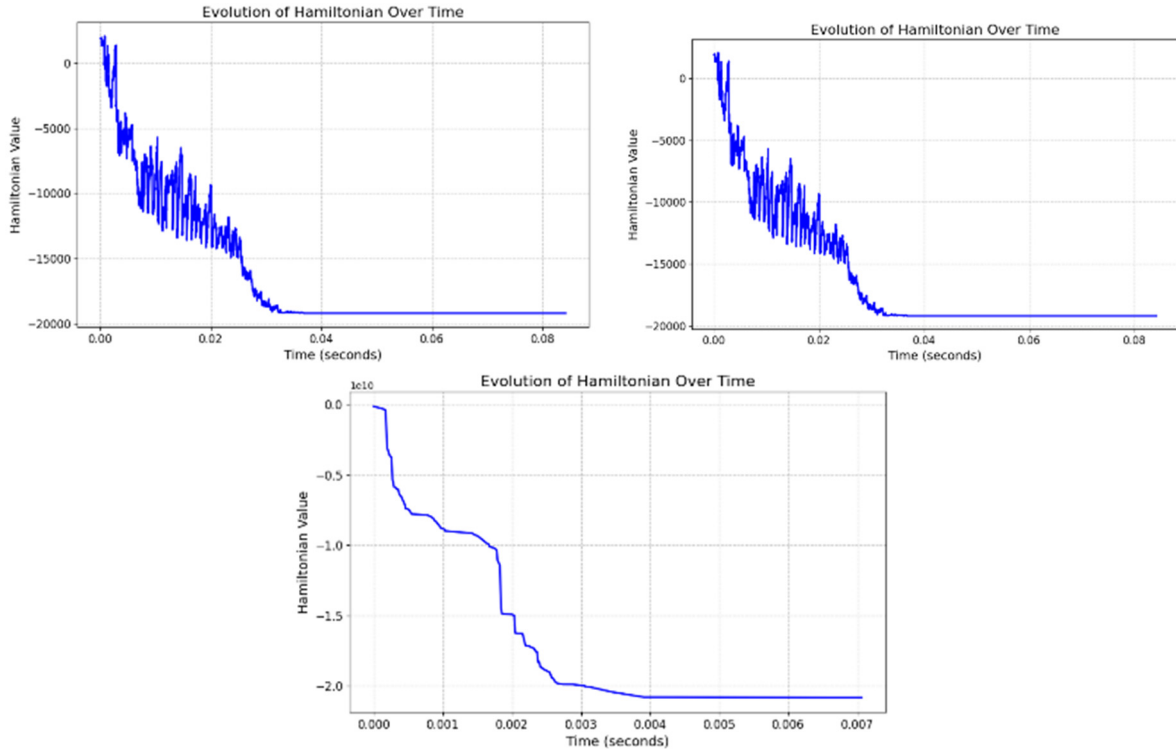 Evolution of Hamiltonian Over Time
Hamiltonian Value
0
−5000
−10000
−15000
−20000
0.00 0.02 0.04 0.06 0.08
Time (seconds)
Evolution of Hamiltonian Over Time
Hamiltonian Value
0
−5000
−10000
−15000
−20000
0.00 0.02 0.04 0.06 0.08
Time (seconds)
Evolution of Hamiltonian Over Time
1e10
Hamiltonian Value
0.0
−0.5
−1.0
−1.5
−2.0
0.000 0.001 0.002 0.003 0.004 0.005 0.006 0.007
Time (seconds)